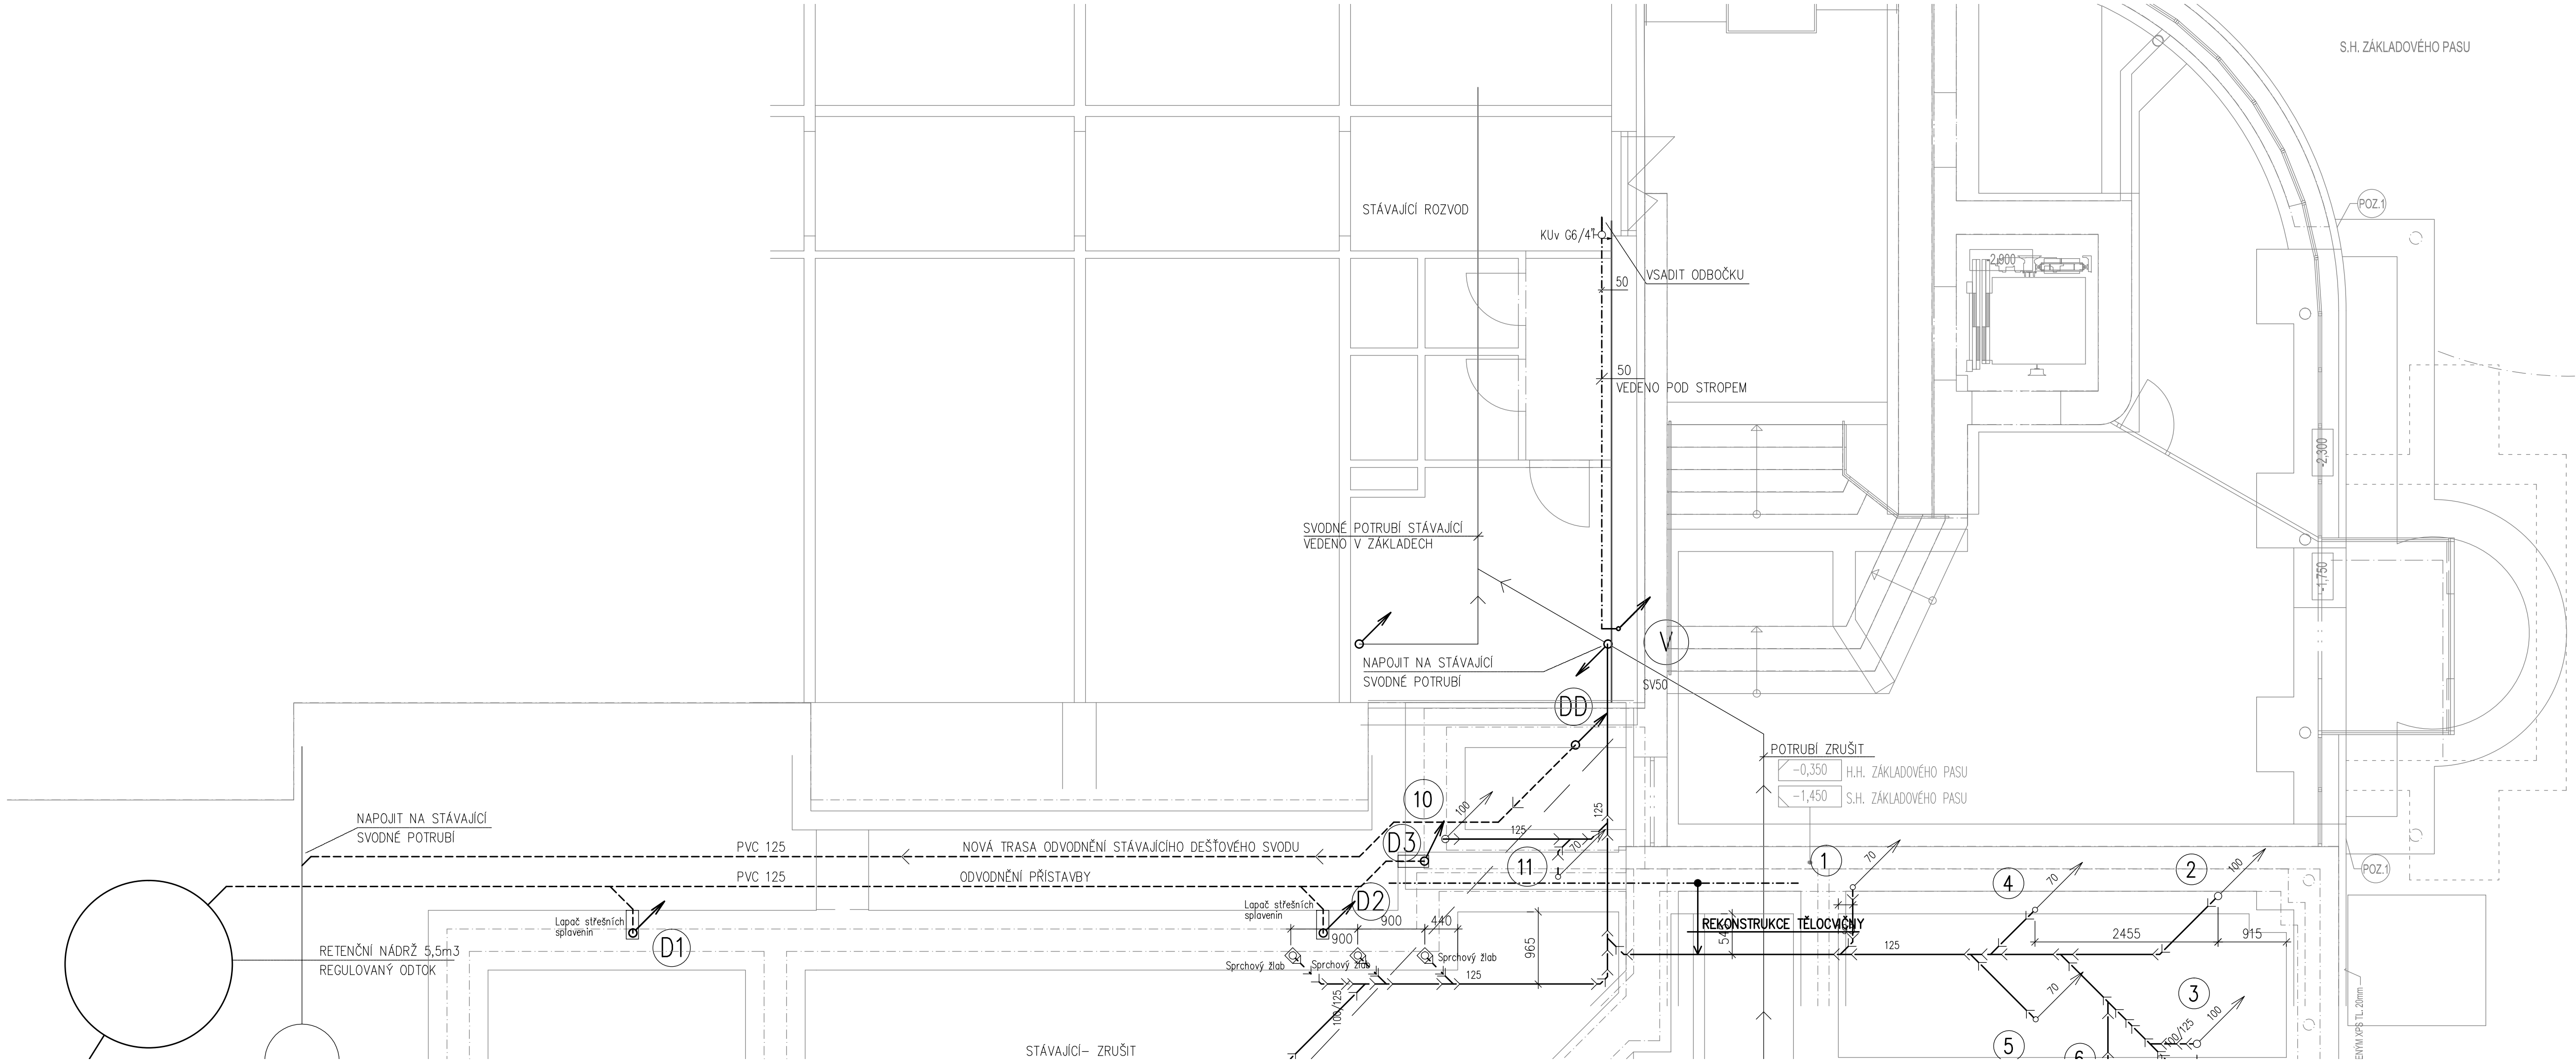 S.H. ZÁKLADOVÉHO PASU
POZ.1
STÁVAJÍCÍ ROZVOD
KUv G6/4"
VSADIT ODBOČKU
-2,900
50
50
VEDENO POD STROPEM
-2,300
SVODNÉ POTRUBÍ STÁVAJÍCÍ
VEDENO V ZÁKLADECH
-1,750
V
NAPOJIT NA STÁVAJÍCÍ
SVODNÉ POTRUBÍ
SV50
DD
POTRUBÍ ZRUŠIT
-0,350 H.H. ZÁKLADOVÉHO PASU
-1,450 S.H. ZÁKLADOVÉHO PASU
10
100
125
125
NAPOJIT NA STÁVAJÍCÍ
SVODNÉ POTRUBÍ
PVC 125
NOVÁ TRASA ODVODNĚNÍ STÁVAJÍCÍHO DEŠŤOVÉHO SVODU
D3
11
70
1
70
2
100
POZ.1
PVC 125
ODVODNĚNÍ PŘÍSTAVBY
4
70
D2
Lapač střešních
splavenin
D1
Lapač střešních
splavenin
900
440
900
965
REKONSTRUKCE TĚLOCVIČNY
2455
915
125
RETENČNÍ NÁDRŽ 5,5m3
REGULOVANÝ ODTOK
Sprchový žlab
Sprchový žlab
Sprchový žlab
125
100/125
70
3
100
100/125
5
6
STÁVAJÍCÍ- ZRUŠIT
ENÝM XPS TL. 20mm